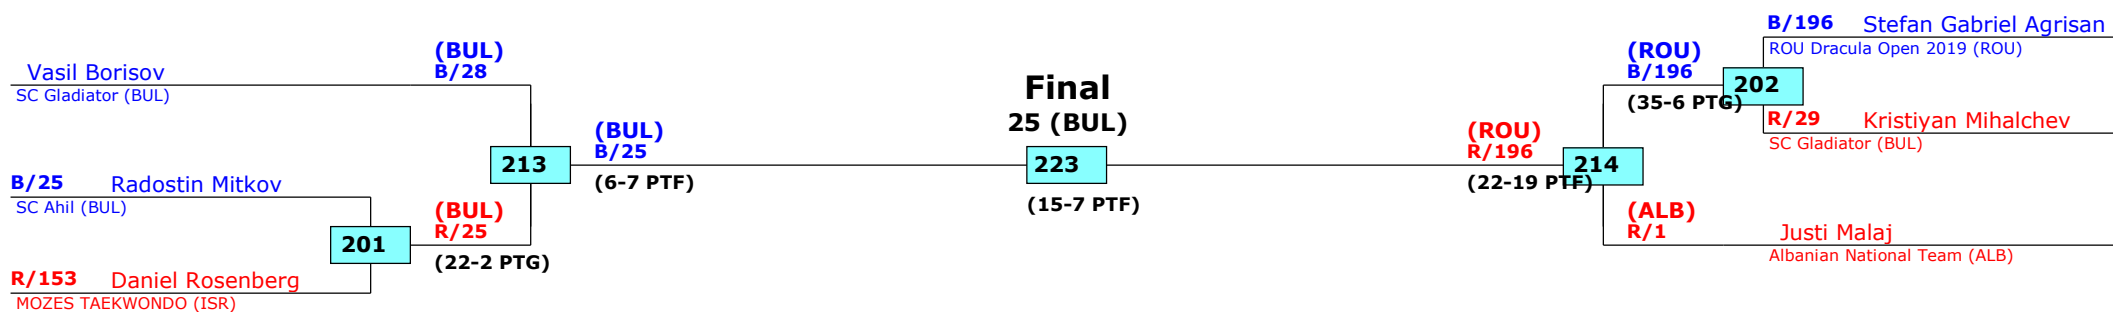 Vasil Borisov
SC Gladiator (BUL)
B/25 Radostin Mitkov
SC Ahil (BUL)
R/153 Daniel Rosenberg
MOZES TAEKWONDO (ISR)
201
(BUL)
B/28
(BUL)
R/25
(22-2 PTG)
213
(BUL)
B/25
(6-7 PTF)
Final
25 (BUL)
223
(15-7 PTF)
(ROU)
R/196
(22-19 PTF)
214
(ROU)
B/196
(35-6 PTG)
(ALB)
R/1
202
B/196 Stefan Gabriel Agrisan
ROU Dracula Open 2019 (ROU)
R/29 Kristiyan Mihalchev
SC Gladiator (BUL)
Justi Malaj
Albanian National Team (ALB)